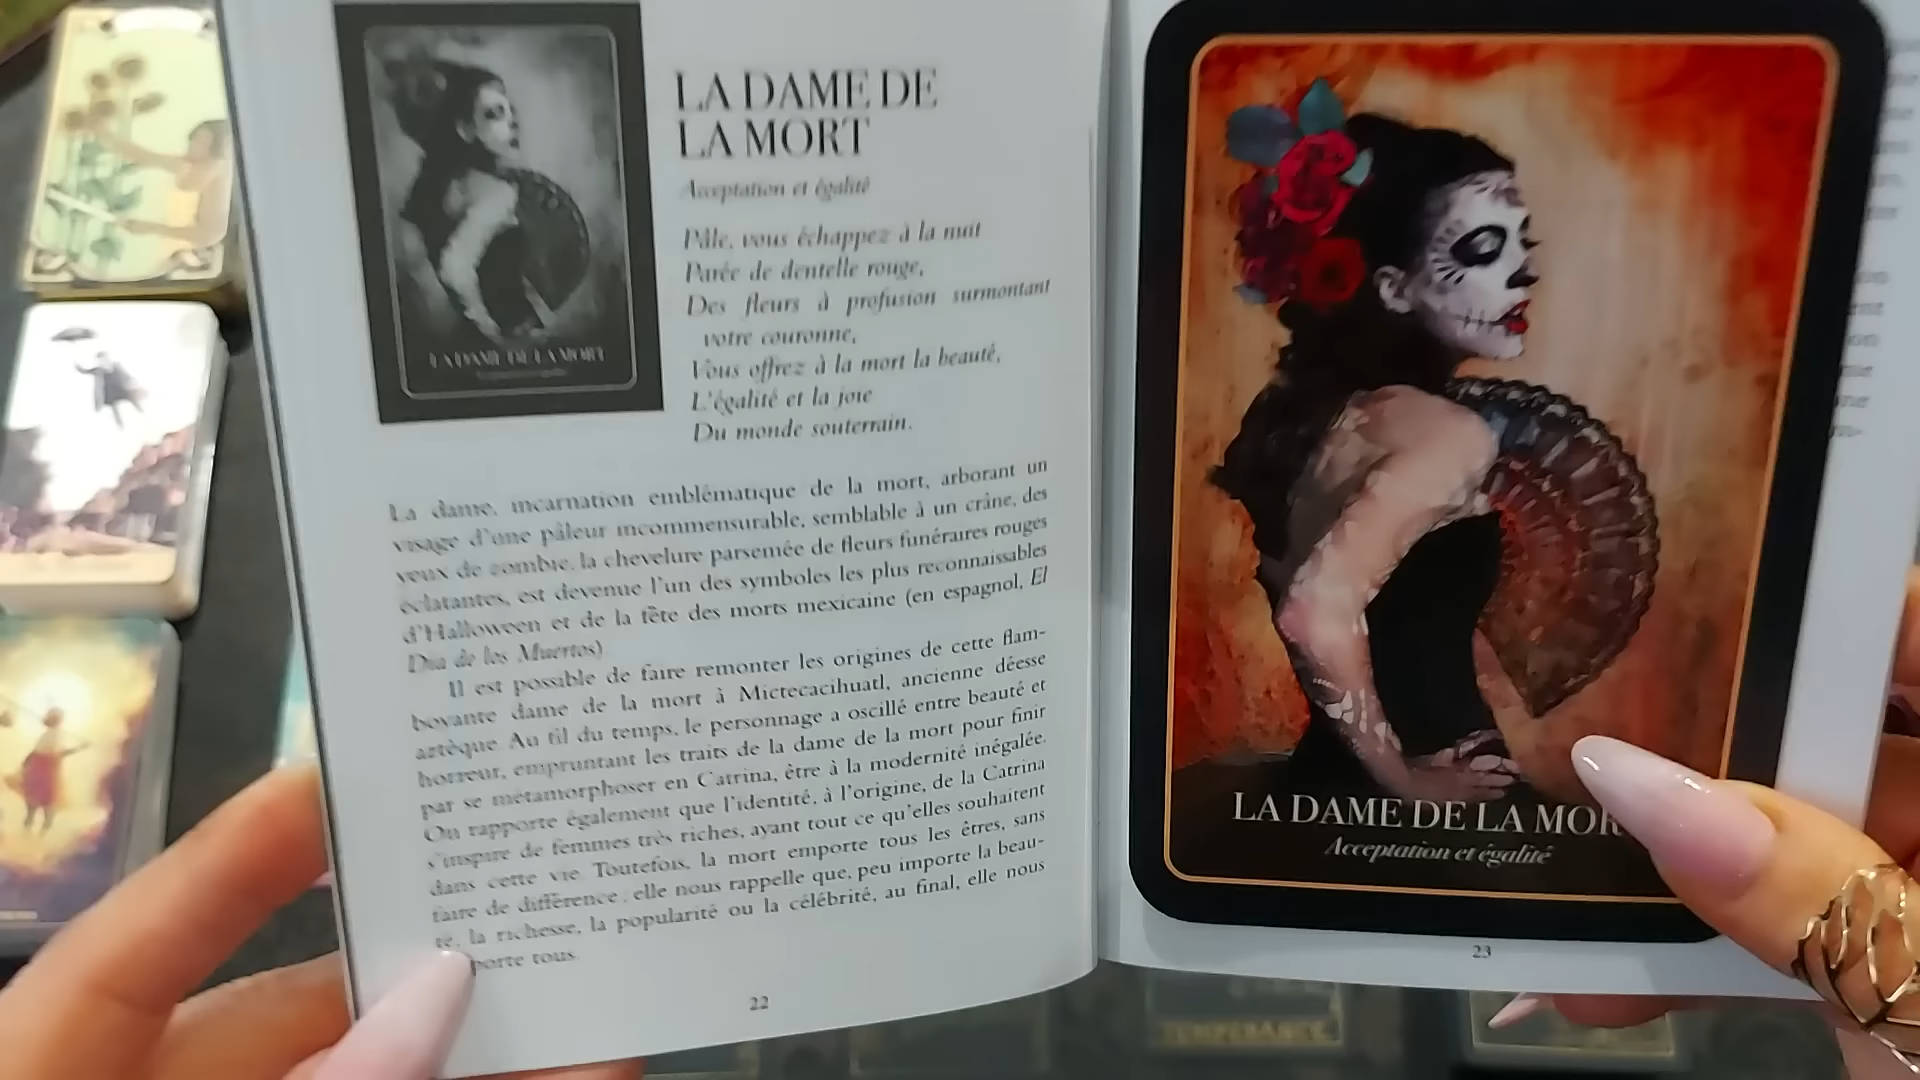 LA DAME DE LA MORT
LA DAME DE
LA MORT
Acceptation et égalité
Pâle, vous échappez à la nuit
Parée de dentelle rouge,
Des fleurs à profusion surmontant
votre couronne,
Vous offrez à la mort la beauté,
L'égalité et la joie
Du monde souterrain.
La dame, incarnation emblématique de la mort, arborant un
visage d'une pâleur incommensurable, semblable à un crâne, des
yeux de zombie, la chevelure parsemée de fleurs funéraires rouges
éclatantes, est devenue l'un des symboles les plus reconnaissables
d'Halloween et de la fête des morts mexicaine (en espagnol, El
Dia de los Muertos)
Il est possible de faire remonter les origines de cette flam-
boyante dame de la mort à Mictecacihuatl, ancienne déesse
aztèque. Au fil du temps, le personnage a oscillé entre beauté et
horreur, empruntant les traits de la dame de la mort pour finir
par se métamorphoser en Catrina, être à la modernité inégalée.
On rapporte également que l'identité, à l'origine, de la Catrina
s'inspire de femmes très riches, ayant tout ce qu'elles souhaitent
dans cette vie. Toutefois, la mort emporte tous les êtres, sans
faire de différence : elle nous rappelle que, peu importe la beau-
té, la richesse, la popularité ou la célébrité, au final, elle nous
porte tous.
22
LA DAME DE LA MOR
Acceptation et égalité
23
TEMPERANCE